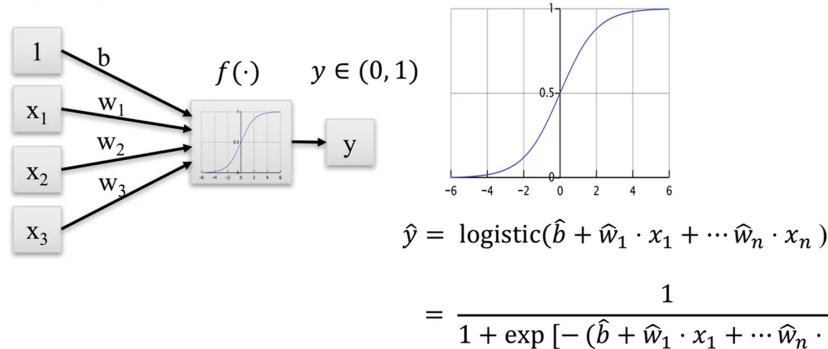 1
b
f(·)
y ∈ (0, 1)
x₁
w₁
x₂
w₂
w₃
x₃
y
1
0.5
0
-6 -4 -2 0 2 4 6
ŷ = logistic(b̂ + ŵ₁ · x₁ + ⋯ ŵₙ · xₙ )
1
= 
1 + exp [− (b̂ + ŵ₁ · x₁ + ⋯ ŵₙ ·